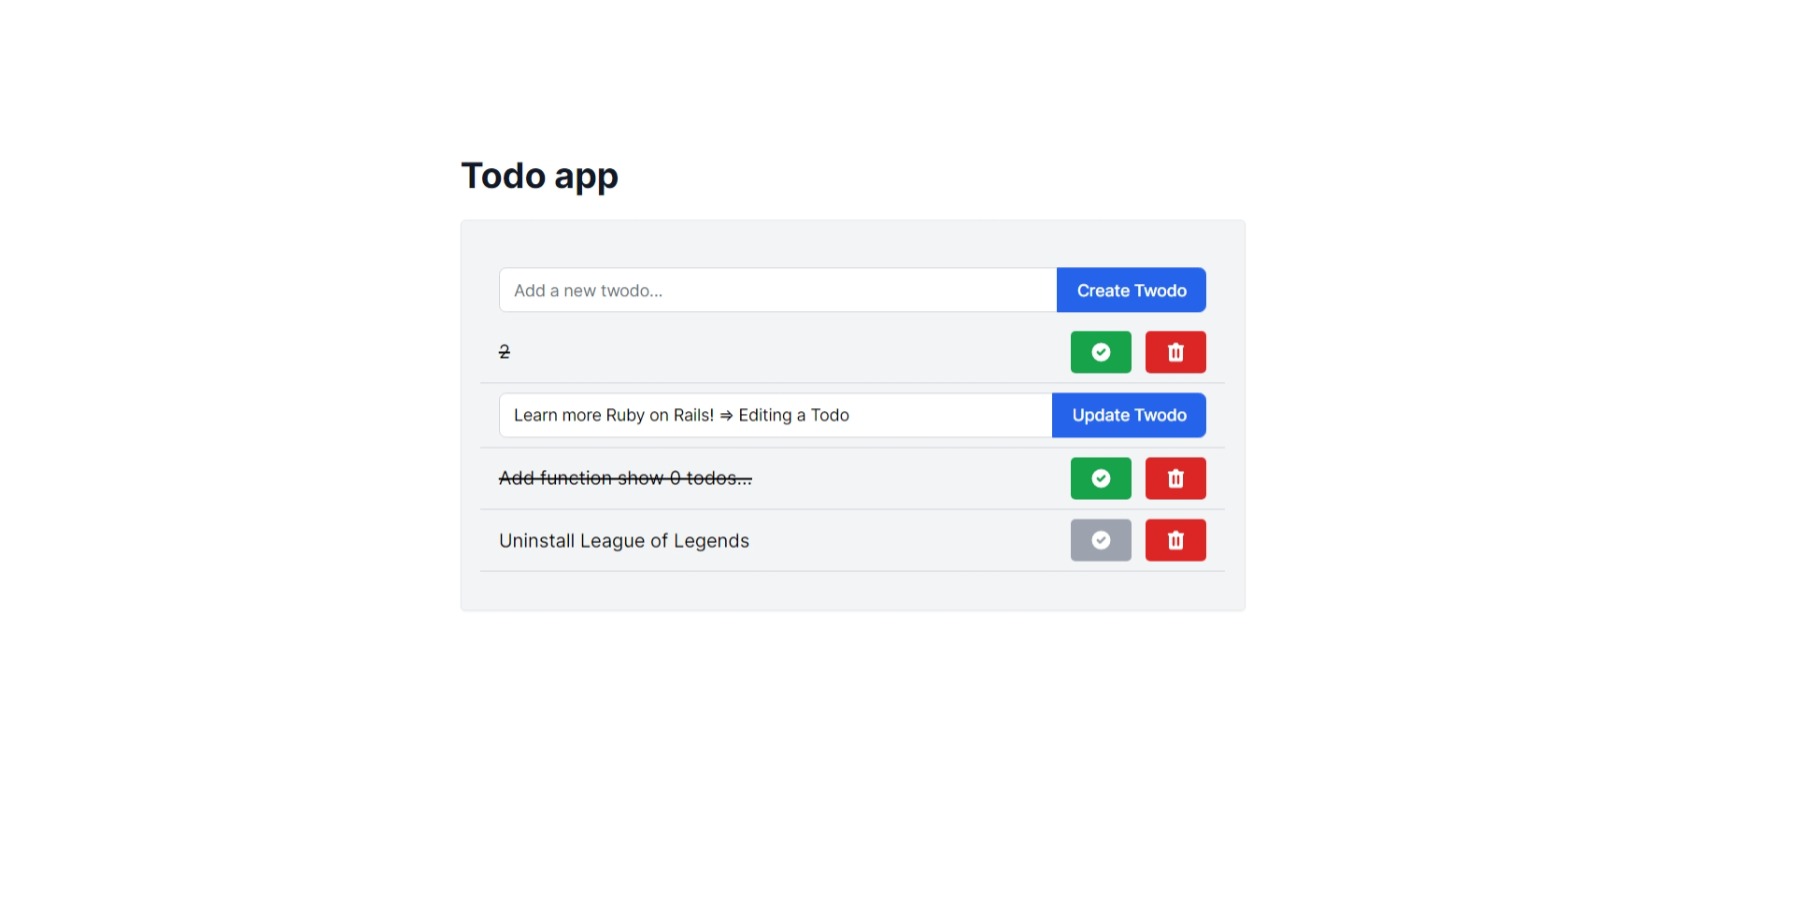 Todo app
Add a new twodo...
Create Twodo
2
Learn more Ruby on Rails! => Editing a Todo
Update Twodo
Add function show 0 todos...
Uninstall League of Legends